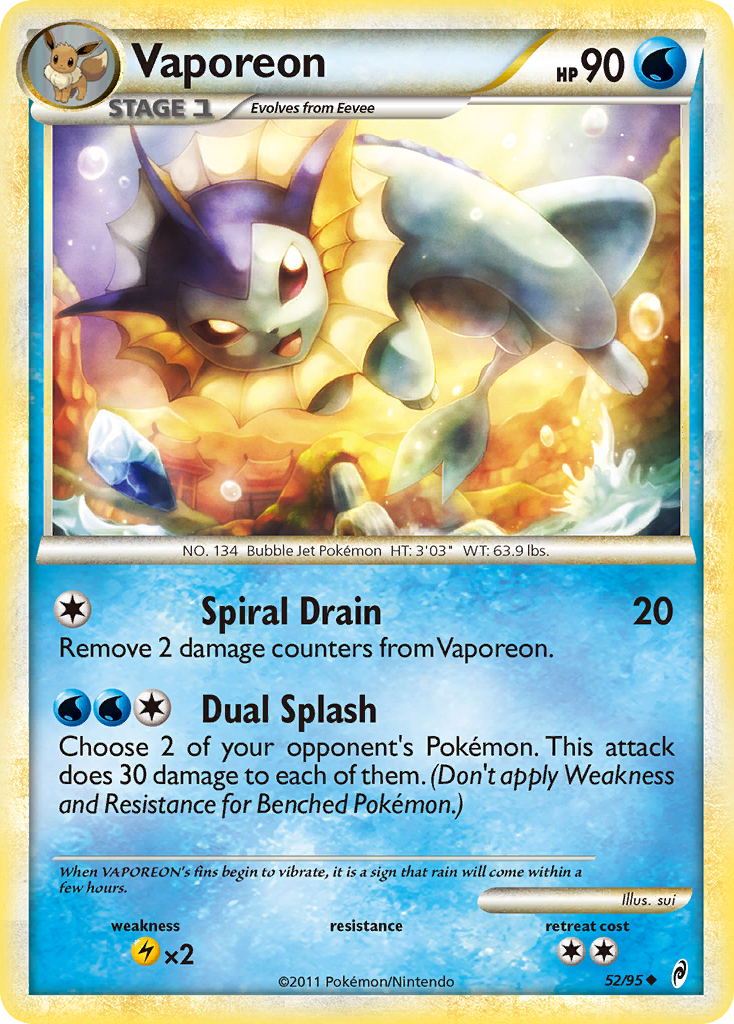 Vaporeon
HP 90
STAGE 1
Evolves from Eevee
NO. 134 Bubble Jet Pokémon HT: 3'03" WT: 63.9 lbs.
Spiral Drain 20
Remove 2 damage counters from Vaporeon.
Dual Splash
Choose 2 of your opponent's Pokémon. This attack
does 30 damage to each of them. (Don't apply Weakness
and Resistance for Benched Pokémon.)
When VAPOREON's fins begin to vibrate, it is a sign that rain will come within a
few hours.
Illus. sui
weakness resistance retreat cost
×2
©2011 Pokémon/Nintendo
52/95